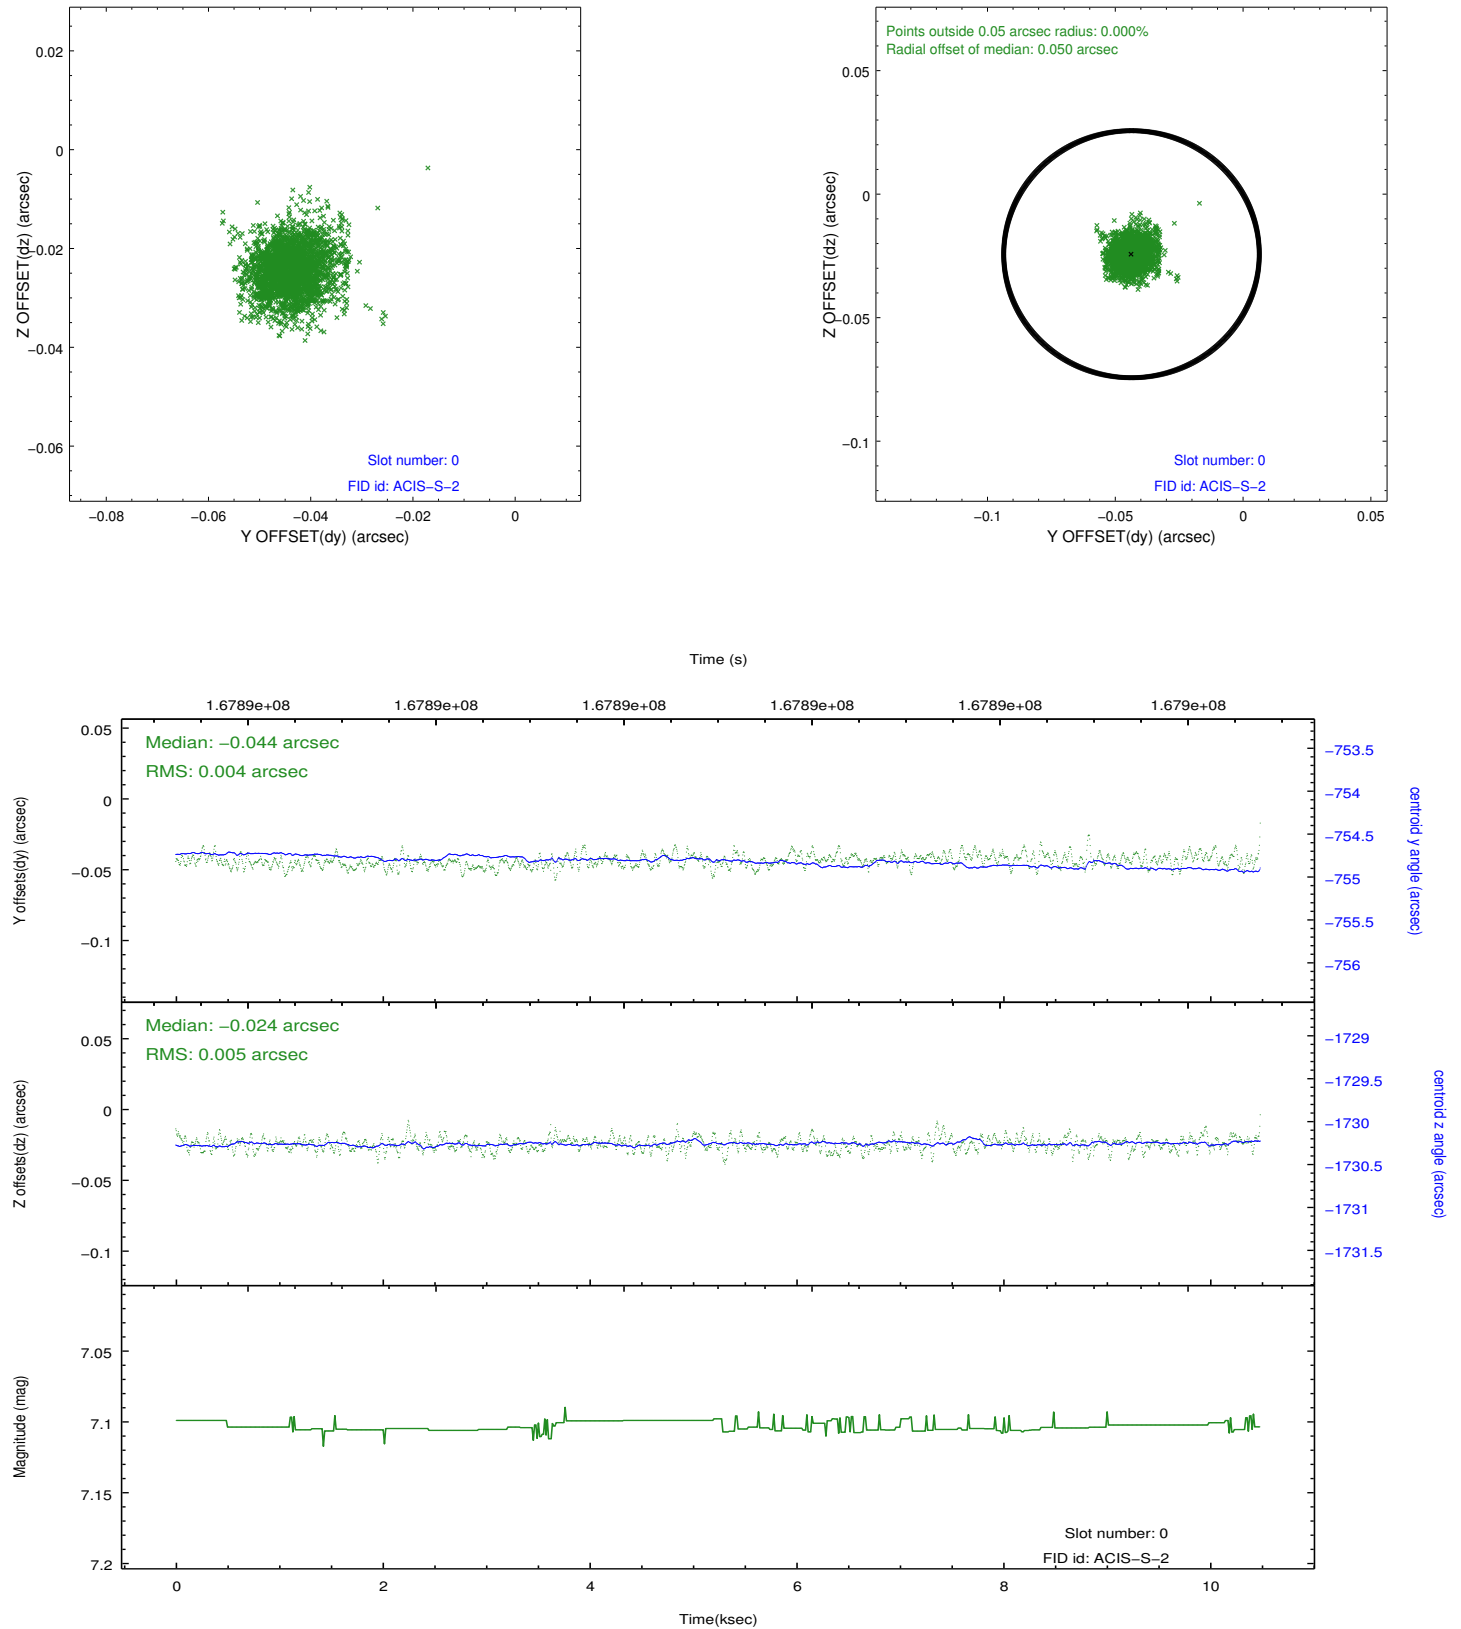 0.02
0
−0.02
−0.04
−0.06
Z OFFSET(dz) (arcsec)
Slot number: 0
FID id: ACIS−S−2
−0.08
−0.06
−0.04
−0.02
0
Y OFFSET(dy) (arcsec)
Points outside 0.05 arcsec radius: 0.000%
Radial offset of median: 0.050 arcsec
0.05
0
−0.05
−0.1
Z OFFSET(dz) (arcsec)
Slot number: 0
FID id: ACIS−S−2
−0.1
−0.05
0
0.05
Y OFFSET(dy) (arcsec)
Time (s)
1.6789e+08
1.6789e+08
1.6789e+08
1.6789e+08
1.6789e+08
1.679e+08
Median: −0.044 arcsec
RMS: 0.004 arcsec
0.05
0
−0.05
−0.1
Y offsets(dy) (arcsec)
−753.5
−754
−754.5
−755
−755.5
−756
centroid y angle (arcsec)
Median: −0.024 arcsec
RMS: 0.005 arcsec
0.05
0
−0.05
−0.1
Z offsets(dz) (arcsec)
−1729
−1729.5
−1730
−1730.5
−1731
−1731.5
centroid z angle (arcsec)
7.05
7.1
7.15
7.2
Magnitude (mag)
Slot number: 0
FID id: ACIS−S−2
0
2
4
6
8
10
Time(ksec)